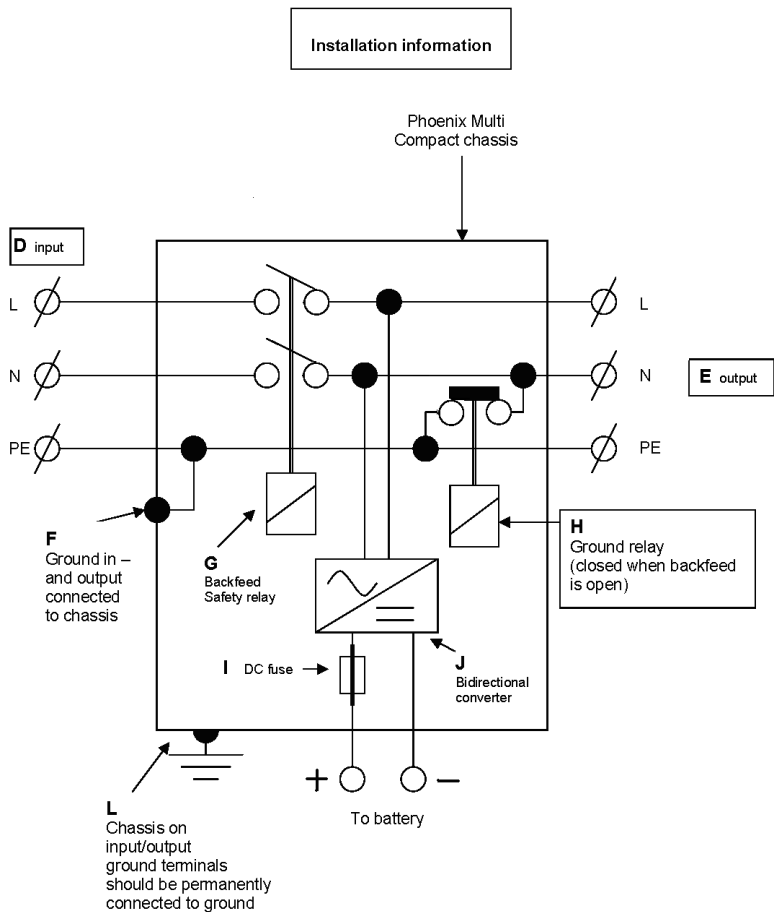 Installation information
Phoenix Multi
Compact chassis
D input
L
L
N
N
E output
PE
PE
F
Ground in –
and output
connected
to chassis
G
Backfeed
Safety relay
H
Ground relay
(closed when backfeed
is open)
I DC fuse
J
Bidirectional
converter
+
–
To battery
L
Chassis on
input/output
ground terminals
should be permanently
connected to ground